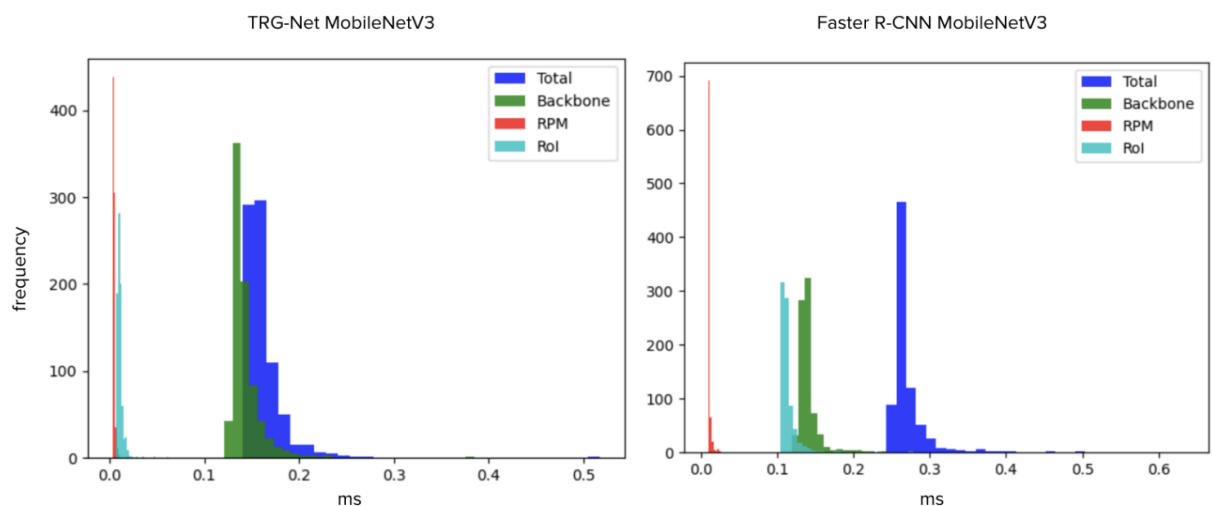 TRG-Net MobileNetV3
Faster R-CNN MobileNetV3
Total
Backbone
RPM
RoI
400
300
200
100
0
frequency
0.0 0.1 0.2 0.3 0.4 0.5
ms
Total
Backbone
RPM
RoI
700
600
500
400
300
200
100
0
0.0 0.1 0.2 0.3 0.4 0.5 0.6
ms